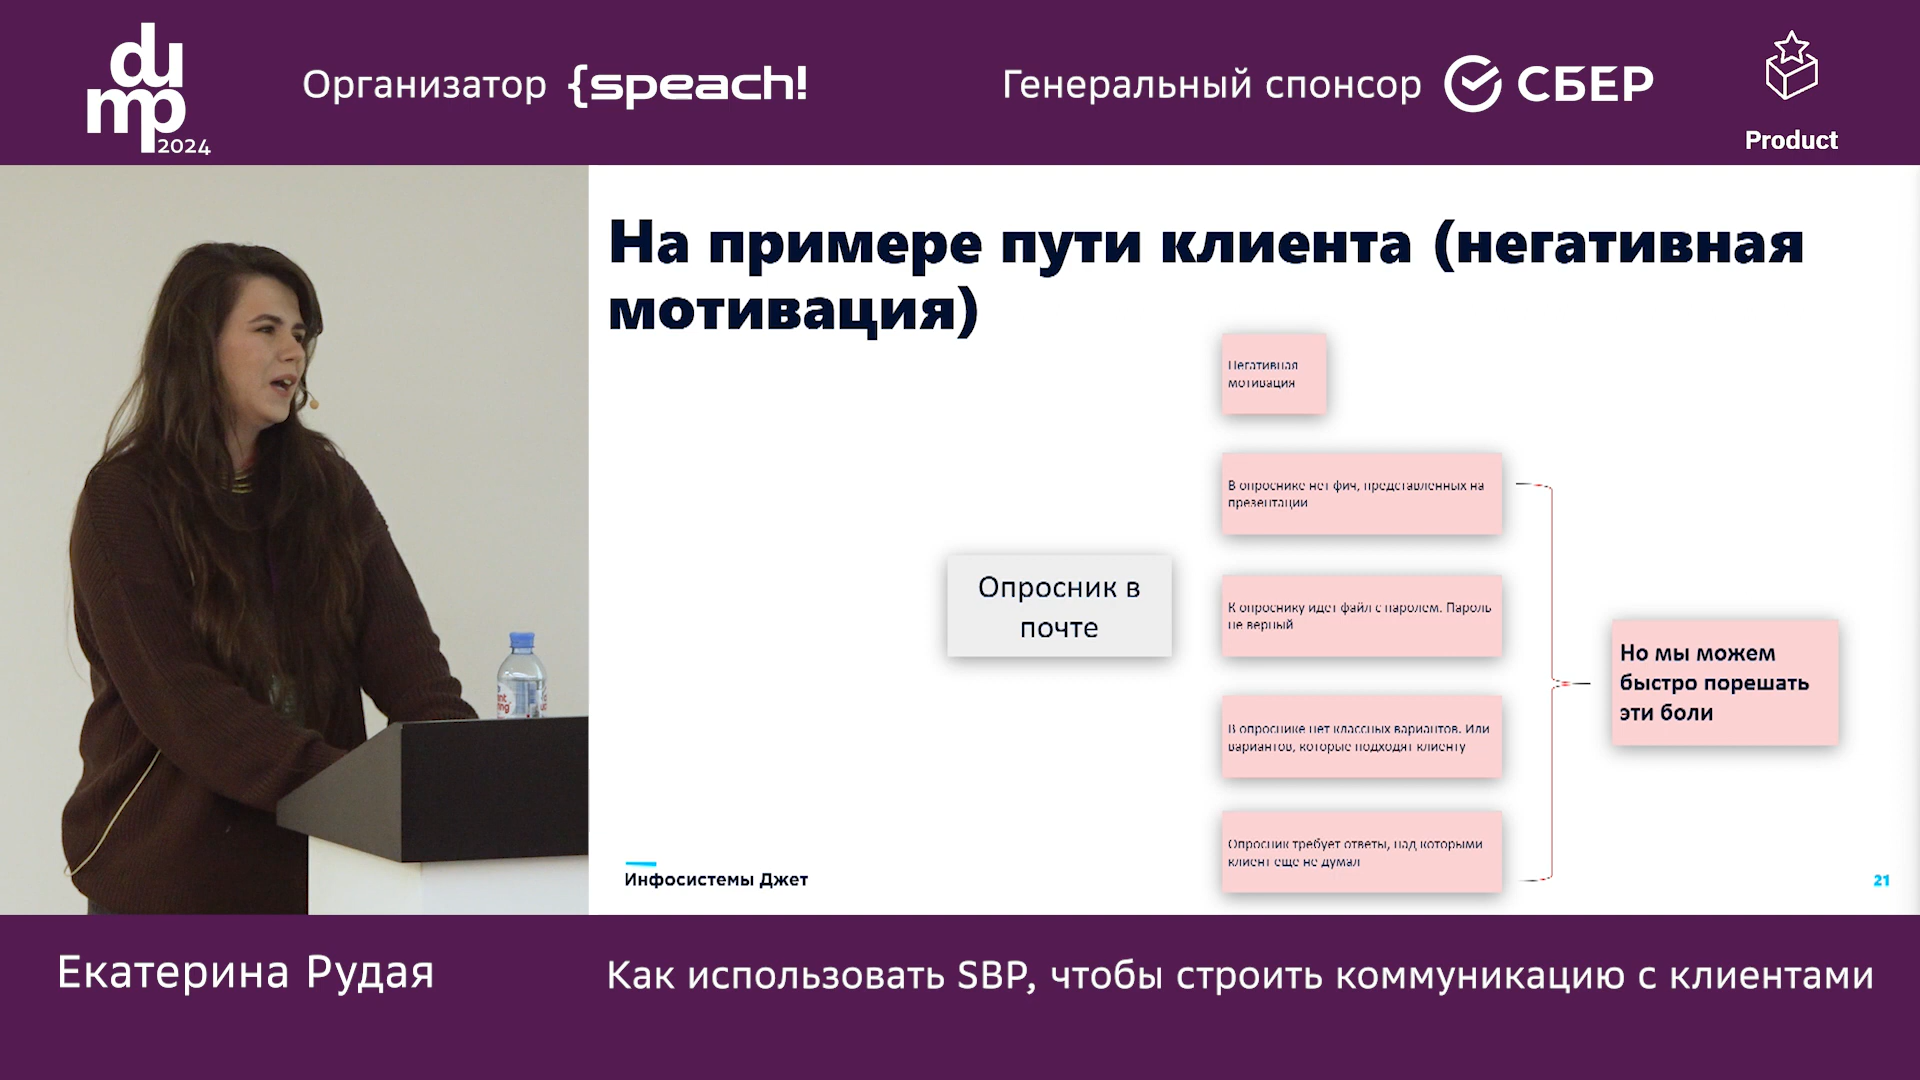 dump
2024
Организатор {speach!
Генеральный спонсор СБЕР
Product
На примере пути клиента (негативная
мотивация)
Негативная
мотивация
В опроснике нет фич, представленных на
презентации
Опросник в
почте
К опроснику идет файл с паролем. Пароль
не верный
Но мы можем
быстро порешать
эти боли
В опроснике нет классных вариантов. Или
вариантов, которые подходят клиенту
Опросник требует ответы, над которыми
клиент еще не думал
Инфосистемы Джет
21
Екатерина Рудая
Как использовать SBP, чтобы строить коммуникацию с клиентами